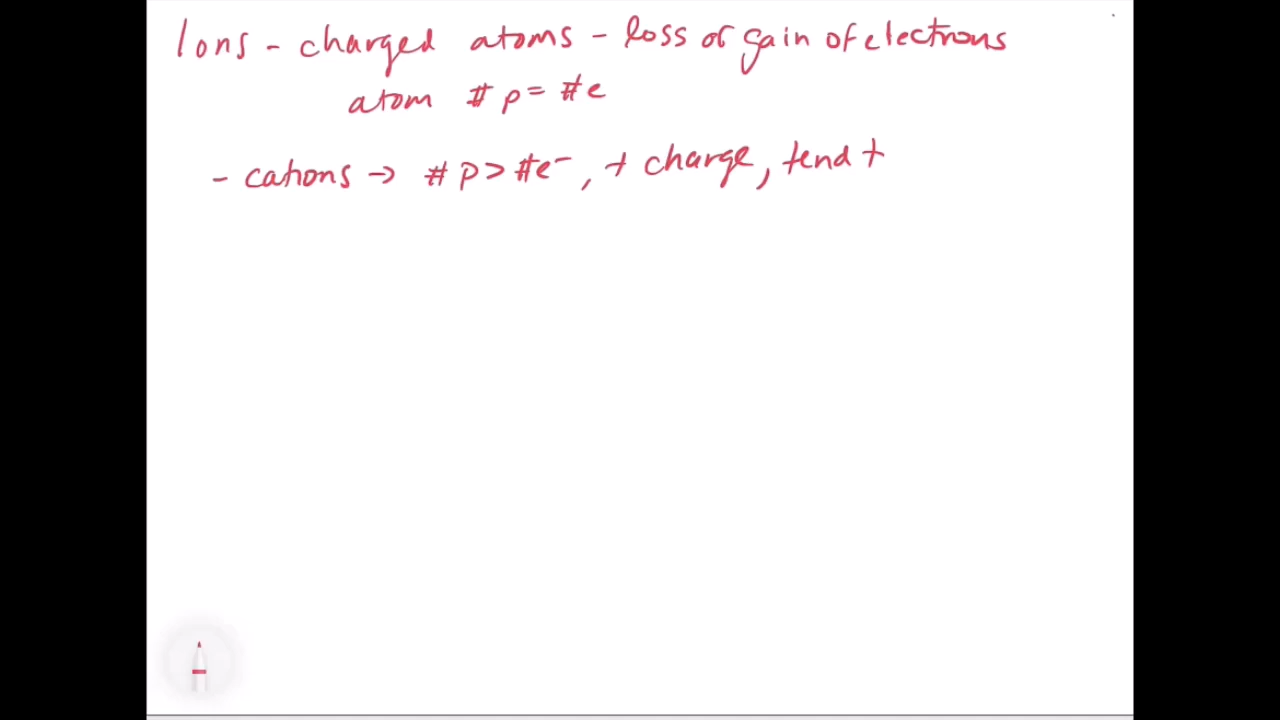 Ions - charged atoms - loss or gain of electrons
atom # p = #e
- cations → # p > #e⁻, + charge, tend t